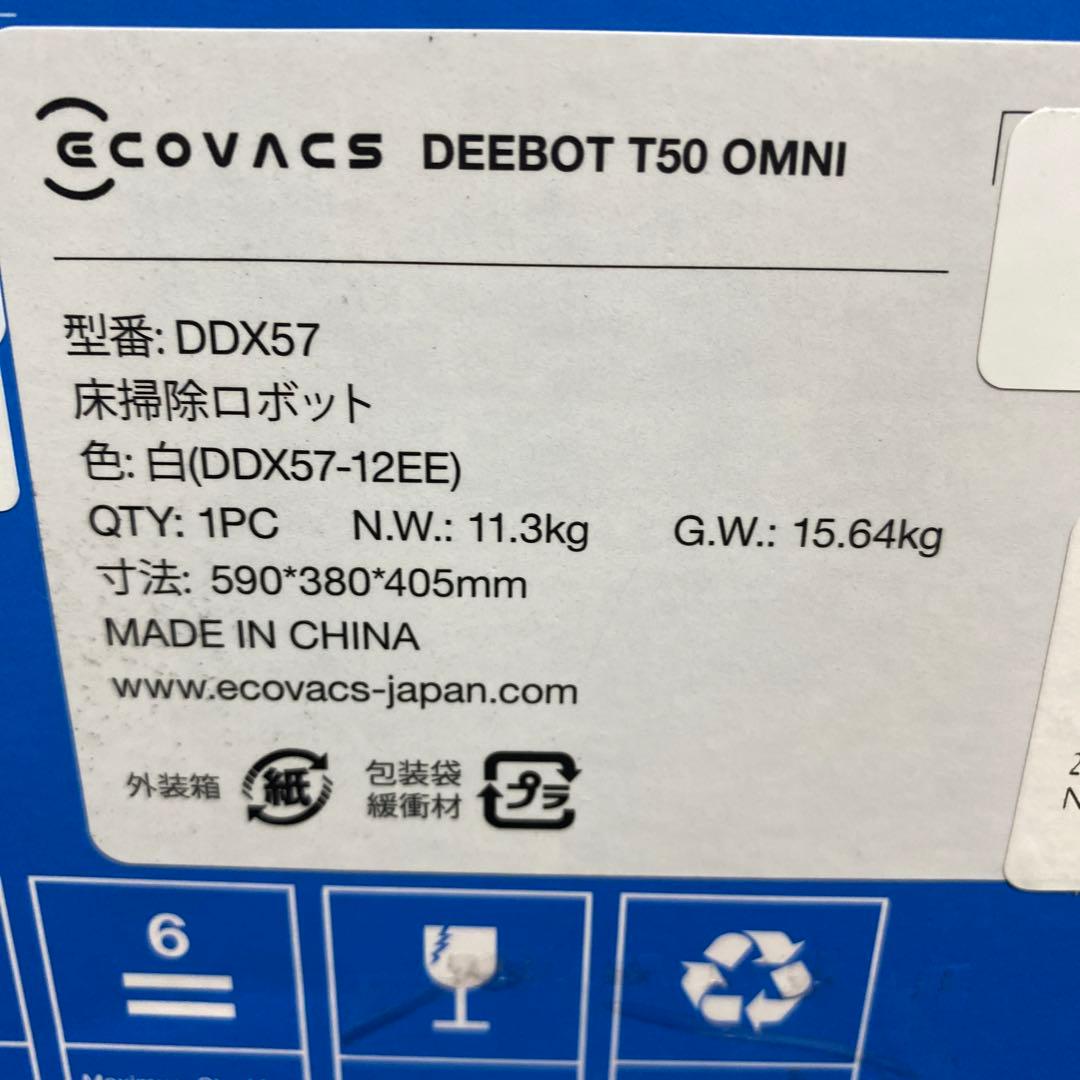 ECOVACS DEEBOT T50 OMNI
型番: DDX57
床掃除ロボット
色: 白(DDX57-12EE)
QTY: 1PC N.W.: 11.3kg G.W.: 15.64kg
寸法: 590*380*405mm
MADE IN CHINA
www.ecovacs-japan.com
外装箱 紙 包装袋 プラ
緩衝材
6